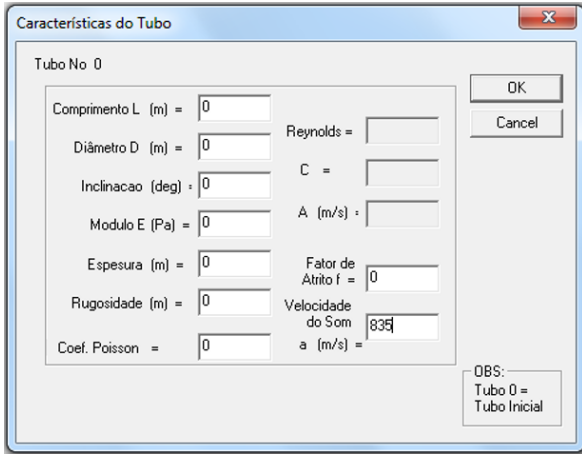 Características do Tubo
Tubo No 0
Comprimento L (m) = 0
Diâmetro D (m) = 0
Inclinacao (deg) = 0
Modulo E (Pa) = 0
Espesura (m) = 0
Rugosidade (m) = 0
Coef. Poisson = 0
Reynolds =
C =
A (m/s) =
Fator de
Atrito f = 0
Velocidade
do Som 835
a (m/s) =
OK
Cancel
OBS:
Tubo 0 =
Tubo Inicial